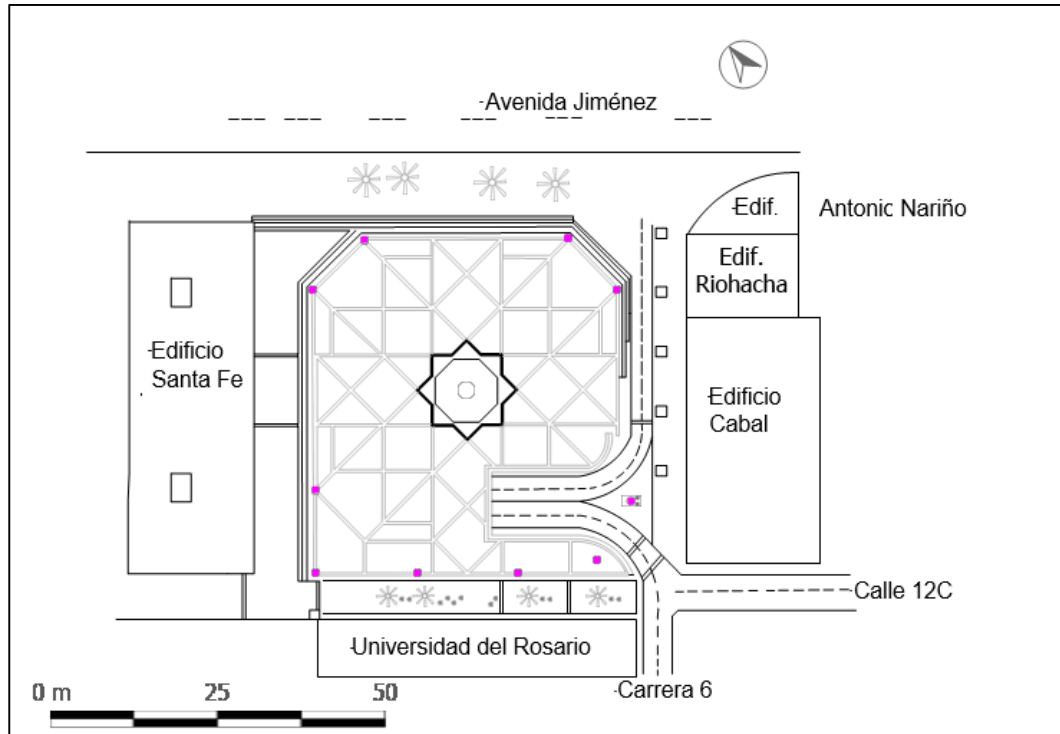 -Avenida Jiménez
-Edif.
Antonic Nariño
Edif.
Riohacha
-Edificio
Santa Fe
-Edificio
Cabal
-Calle 12C
-Universidad del Rosario
-Carrera 6
0 m 25 50